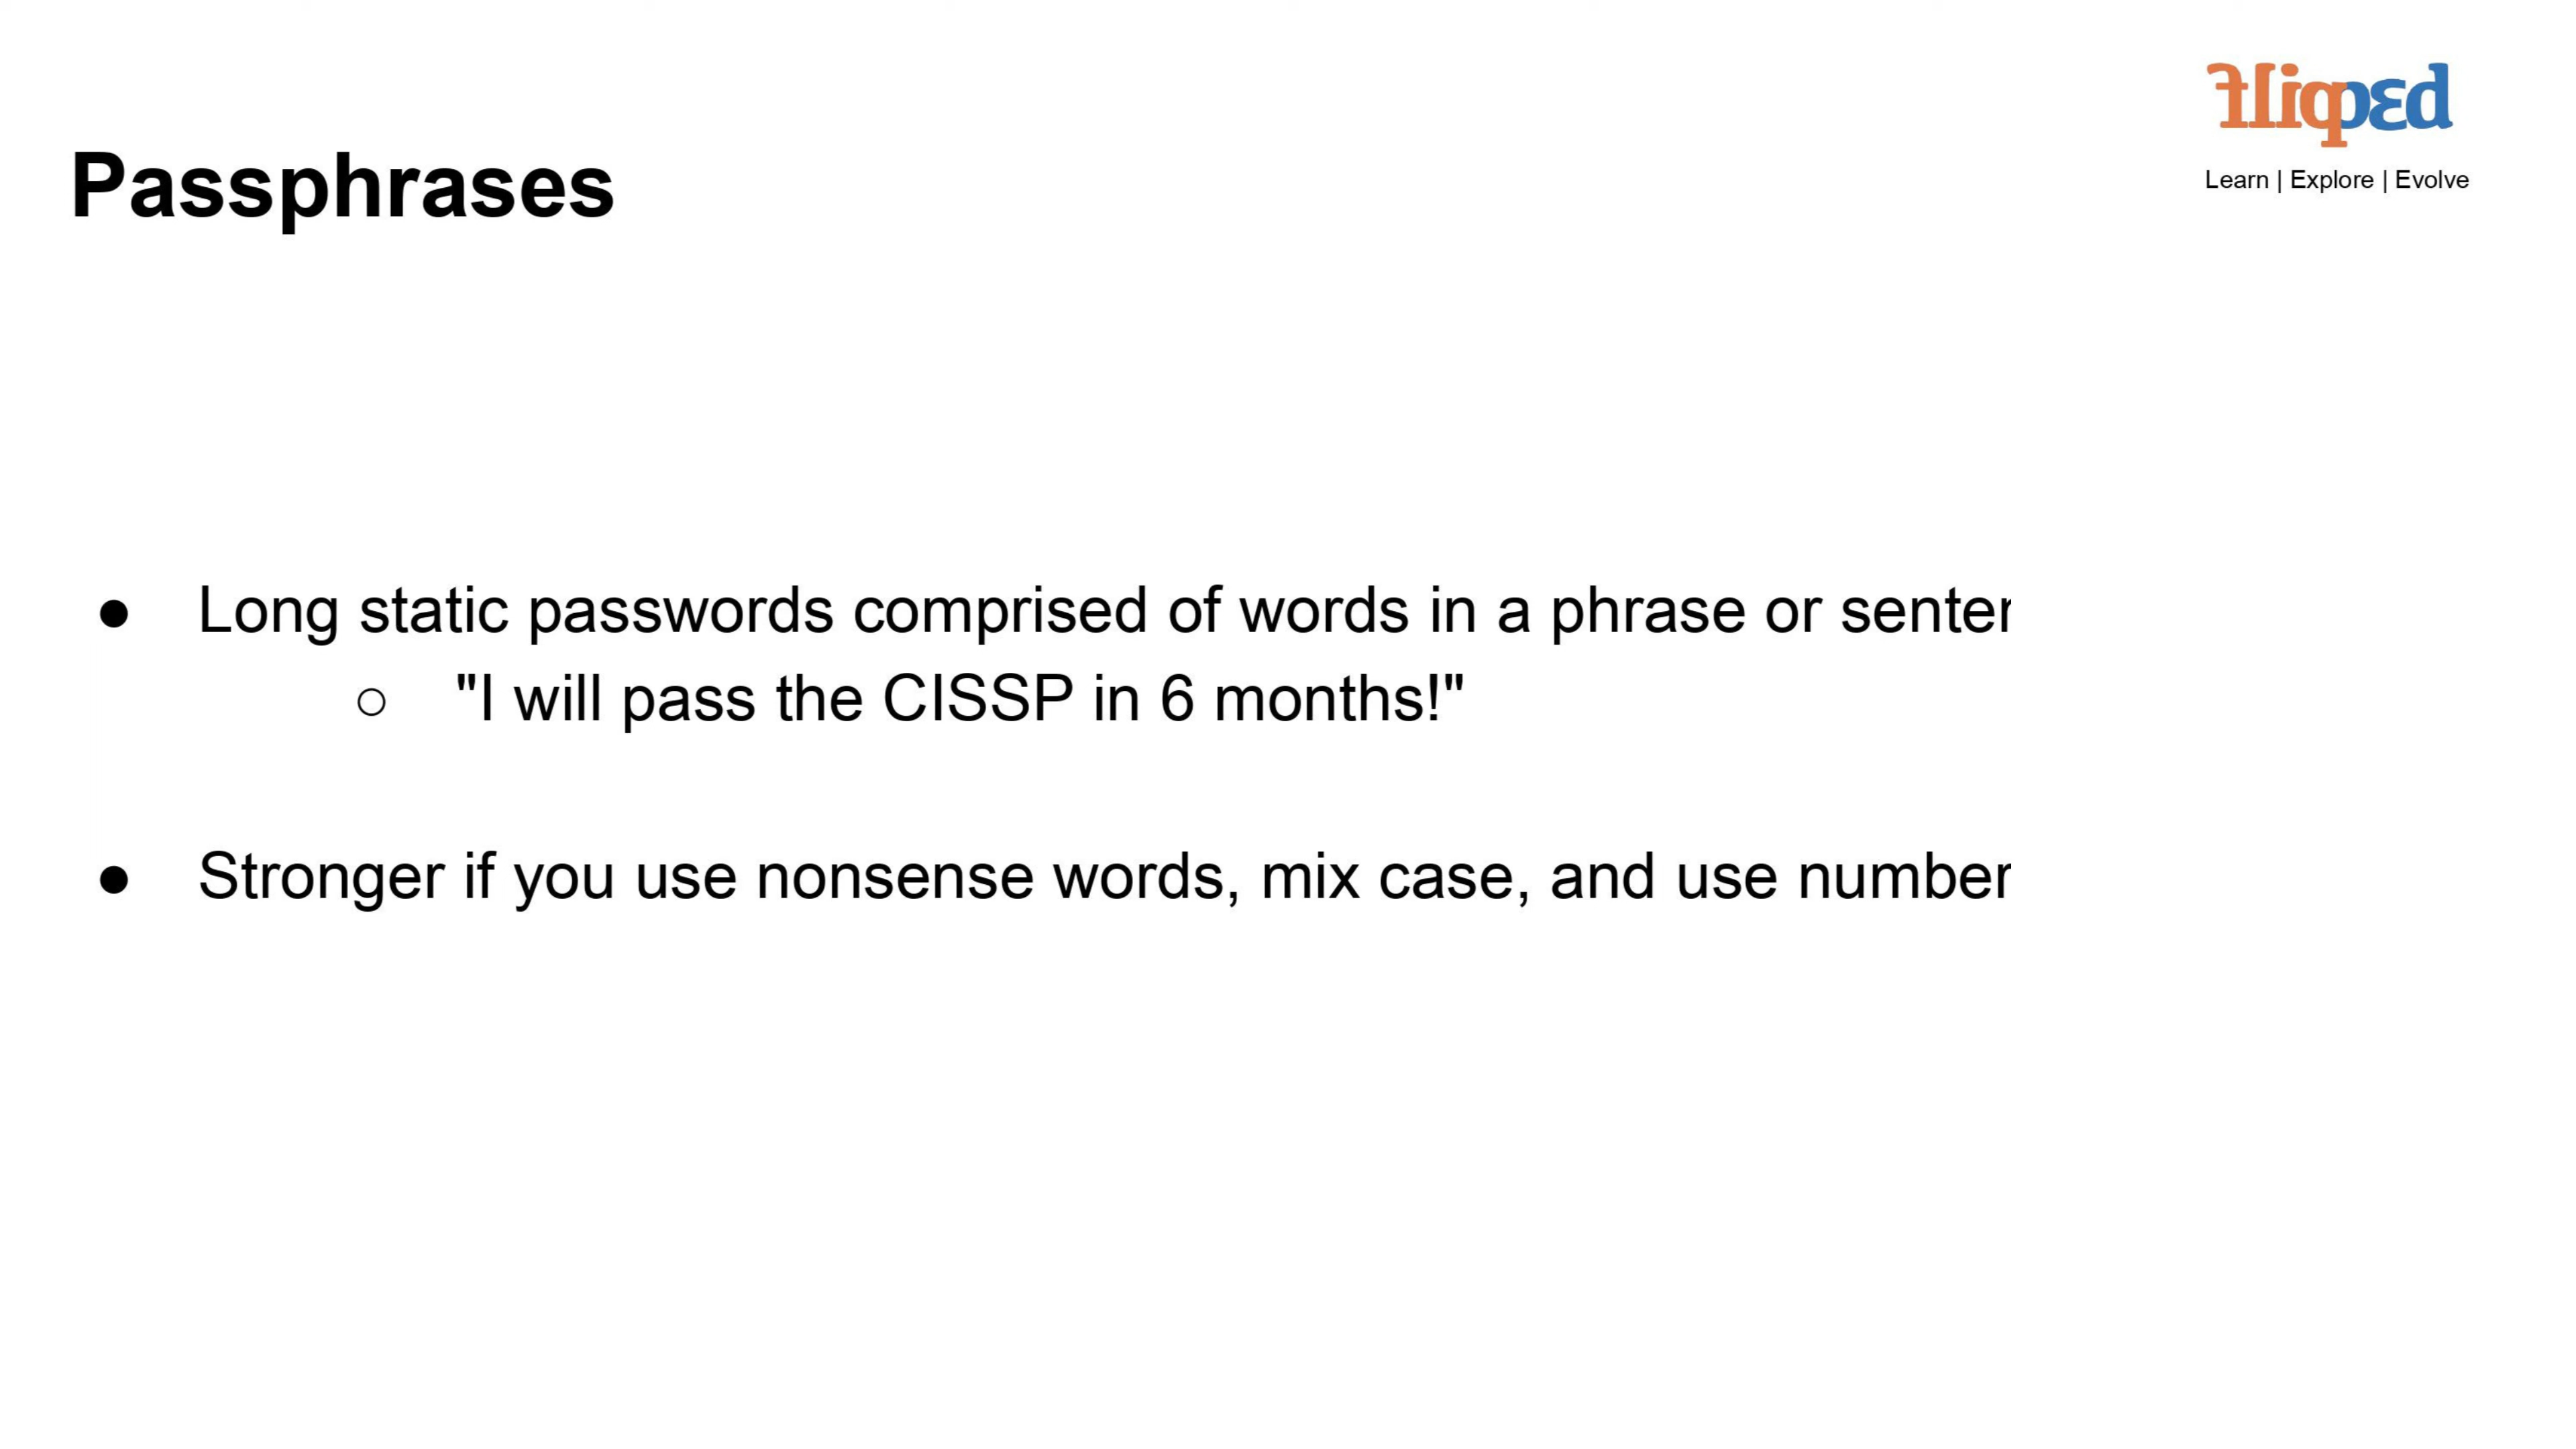 flipped
Learn | Explore | Evolve
Passphrases
● Long static passwords comprised of words in a phrase or
○ "I will pass the CISSP in 6 months!"
● Stronger if you use nonsense words, mix case, and use number